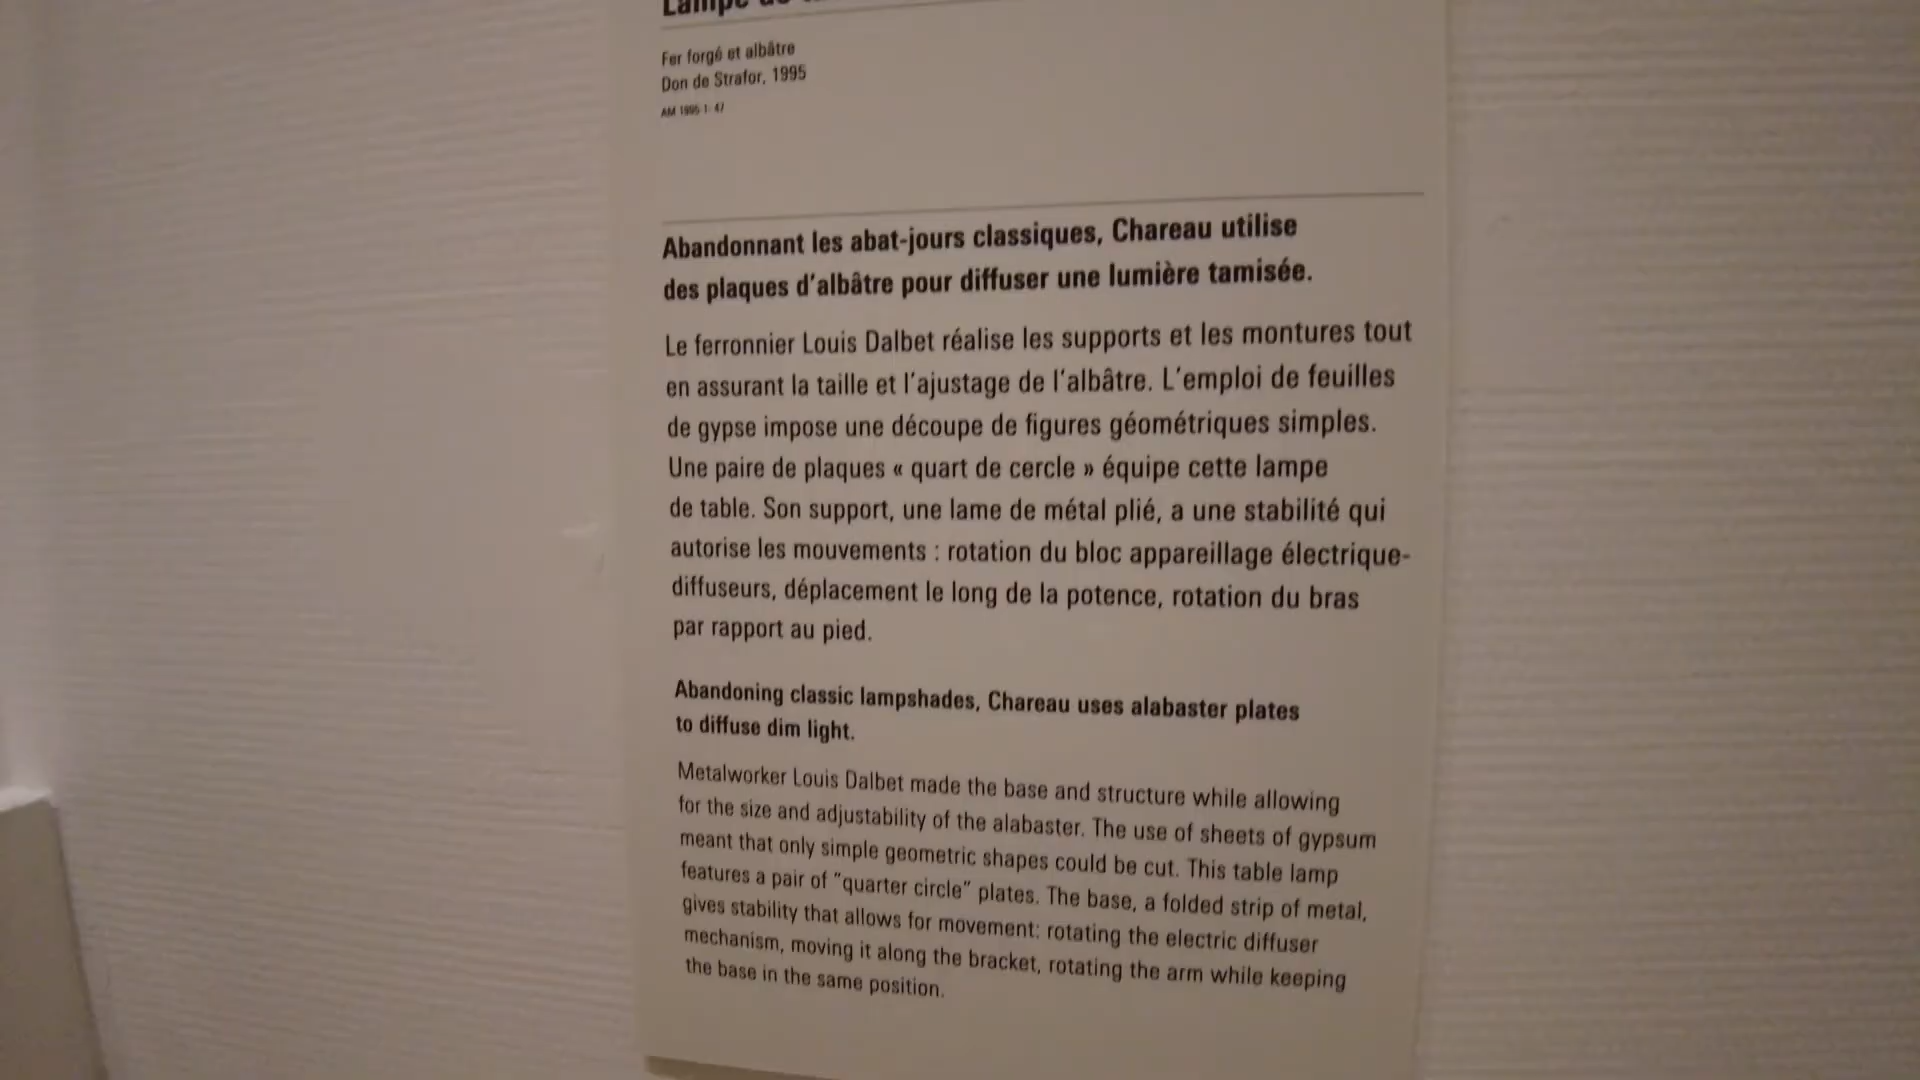 Lampe de
Fer forgé et albâtre
Don de Strafor, 1995
AM 1995 1 47
Abandonnant les abat-jours classiques, Chareau utilise
des plaques d'albâtre pour diffuser une lumière tamisée.
Le ferronnier Louis Dalbet réalise les supports et les montures tout
en assurant la taille et l'ajustage de l'albâtre. L'emploi de feuilles
de gypse impose une découpe de figures géométriques simples.
Une paire de plaques « quart de cercle » équipe cette lampe
de table. Son support, une lame de métal plié, a une stabilité qui
autorise les mouvements : rotation du bloc appareillage électrique-
diffuseurs, déplacement le long de la potence, rotation du bras
par rapport au pied.
Abandoning classic lampshades, Chareau uses alabaster plates
to diffuse dim light.
Metalworker Louis Dalbet made the base and structure while allowing
for the size and adjustability of the alabaster. The use of sheets of gypsum
meant that only simple geometric shapes could be cut. This table lamp
features a pair of "quarter circle" plates. The base, a folded strip of metal,
gives stability that allows for movement: rotating the electric diffuser
mechanism, moving it along the bracket, rotating the arm while keeping
the base in the same position.